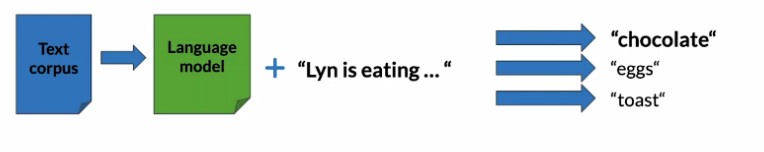 Text
corpus
Language
model
+ “Lyn is eating ... “
“chocolate“
“eggs“
“toast“